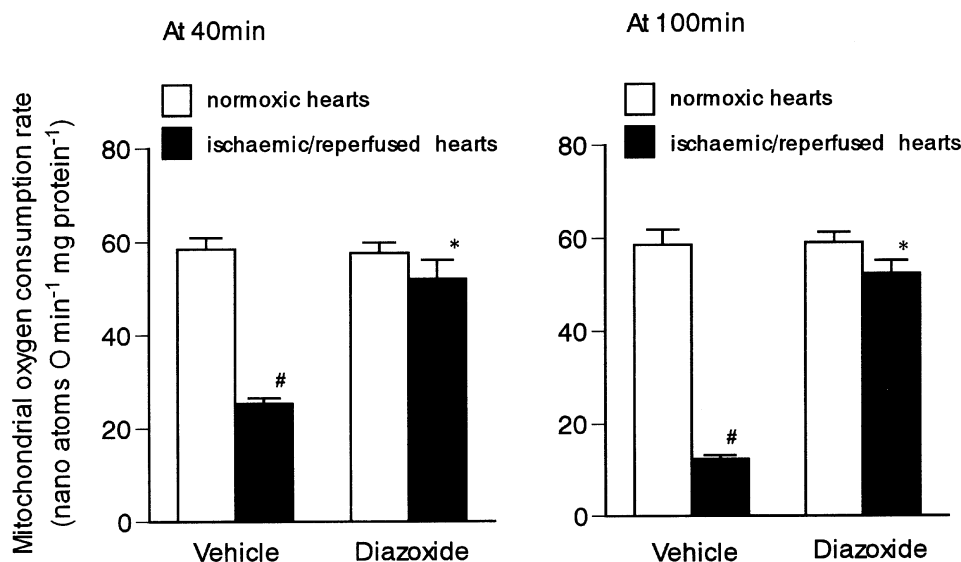 At 40min
normoxic hearts
ischaemic/reperfused hearts
Mitochondrial oxygen consumption rate
(nano atoms O min⁻¹ mg protein⁻¹)
80
60
40
20
0
#
*
Vehicle
Diazoxide
At 100min
normoxic hearts
ischaemic/reperfused hearts
80
60
40
20
0
#
*
Vehicle
Diazoxide